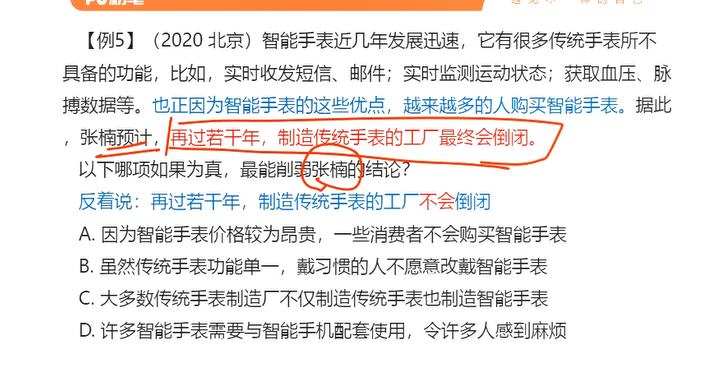 【例5】（2020 北京）智能手表近几年发展迅速，它有很多传统手表所不
具备的功能，比如，实时收发短信、邮件；实时监测运动状态；获取血压、脉
搏数据等。也正因为智能手表的这些优点，越来越多的人购买智能手表。据此
，张楠预计，再过若干年，制造传统手表的工厂最终会倒闭。
以下哪项如果为真，最能削弱张楠的结论？
反着说：再过若干年，制造传统手表的工厂不会倒闭
A. 因为智能手表价格较为昂贵，一些消费者不会购买智能手表
B. 虽然传统手表功能单一，戴习惯的人不愿意改戴智能手表
C. 大多数传统手表制造厂不仅制造传统手表也制造智能手表
D. 许多智能手表需要与智能手机配套使用，令许多人感到麻烦